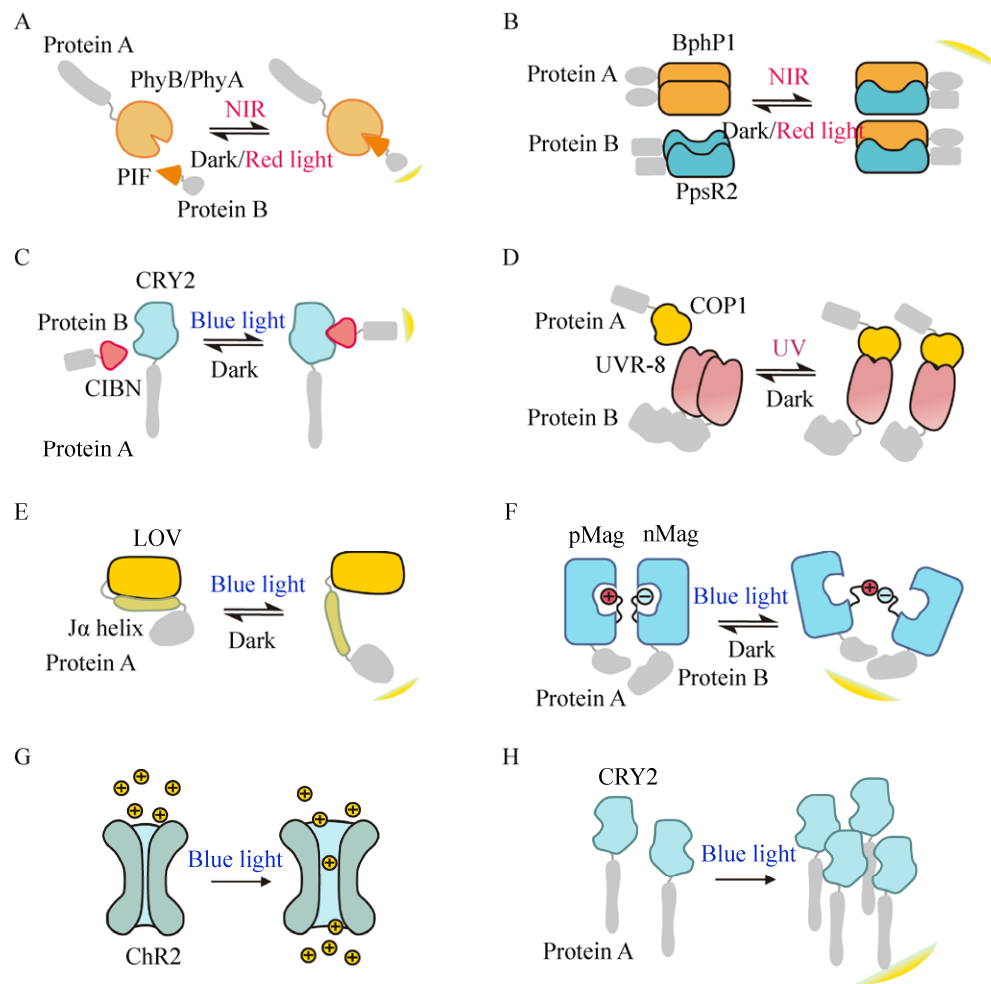 A
Protein A
PhyB/PhyA
NIR
Dark/Red light
PIF
Protein B
B
BphP1
Protein A
NIR
Dark/Red light
Protein B
PpsR2
C
CRY2
Protein B
Blue light
Dark
CIBN
Protein A
D
COP1
Protein A
UVR-8
UV
Dark
Protein B
E
LOV
Blue light
Dark
Jα helix
Protein A
F
pMag
nMag
+
−
+
−
Blue light
Dark
Protein B
Protein A
G
+
+
+
+
+
+
+
+
+
+
+
+
+
Blue light
ChR2
H
CRY2
Blue light
Protein A